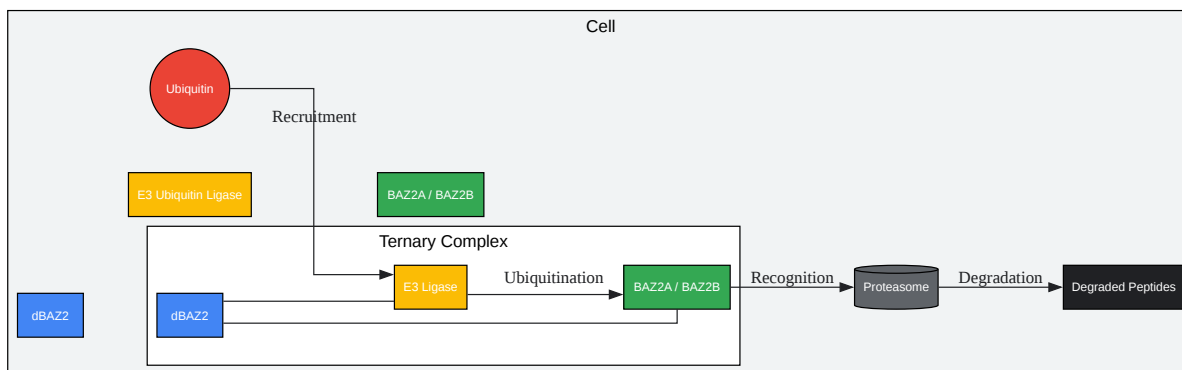 Cell
Ubiquitin
Recruitment
E3 Ubiquitin Ligase
BAZ2A / BAZ2B
Ternary Complex
dBAZ2
dBAZ2
E3 Ligase
Ubiquitination
BAZ2A / BAZ2B
Recognition
Proteasome
Degradation
Degraded Peptides